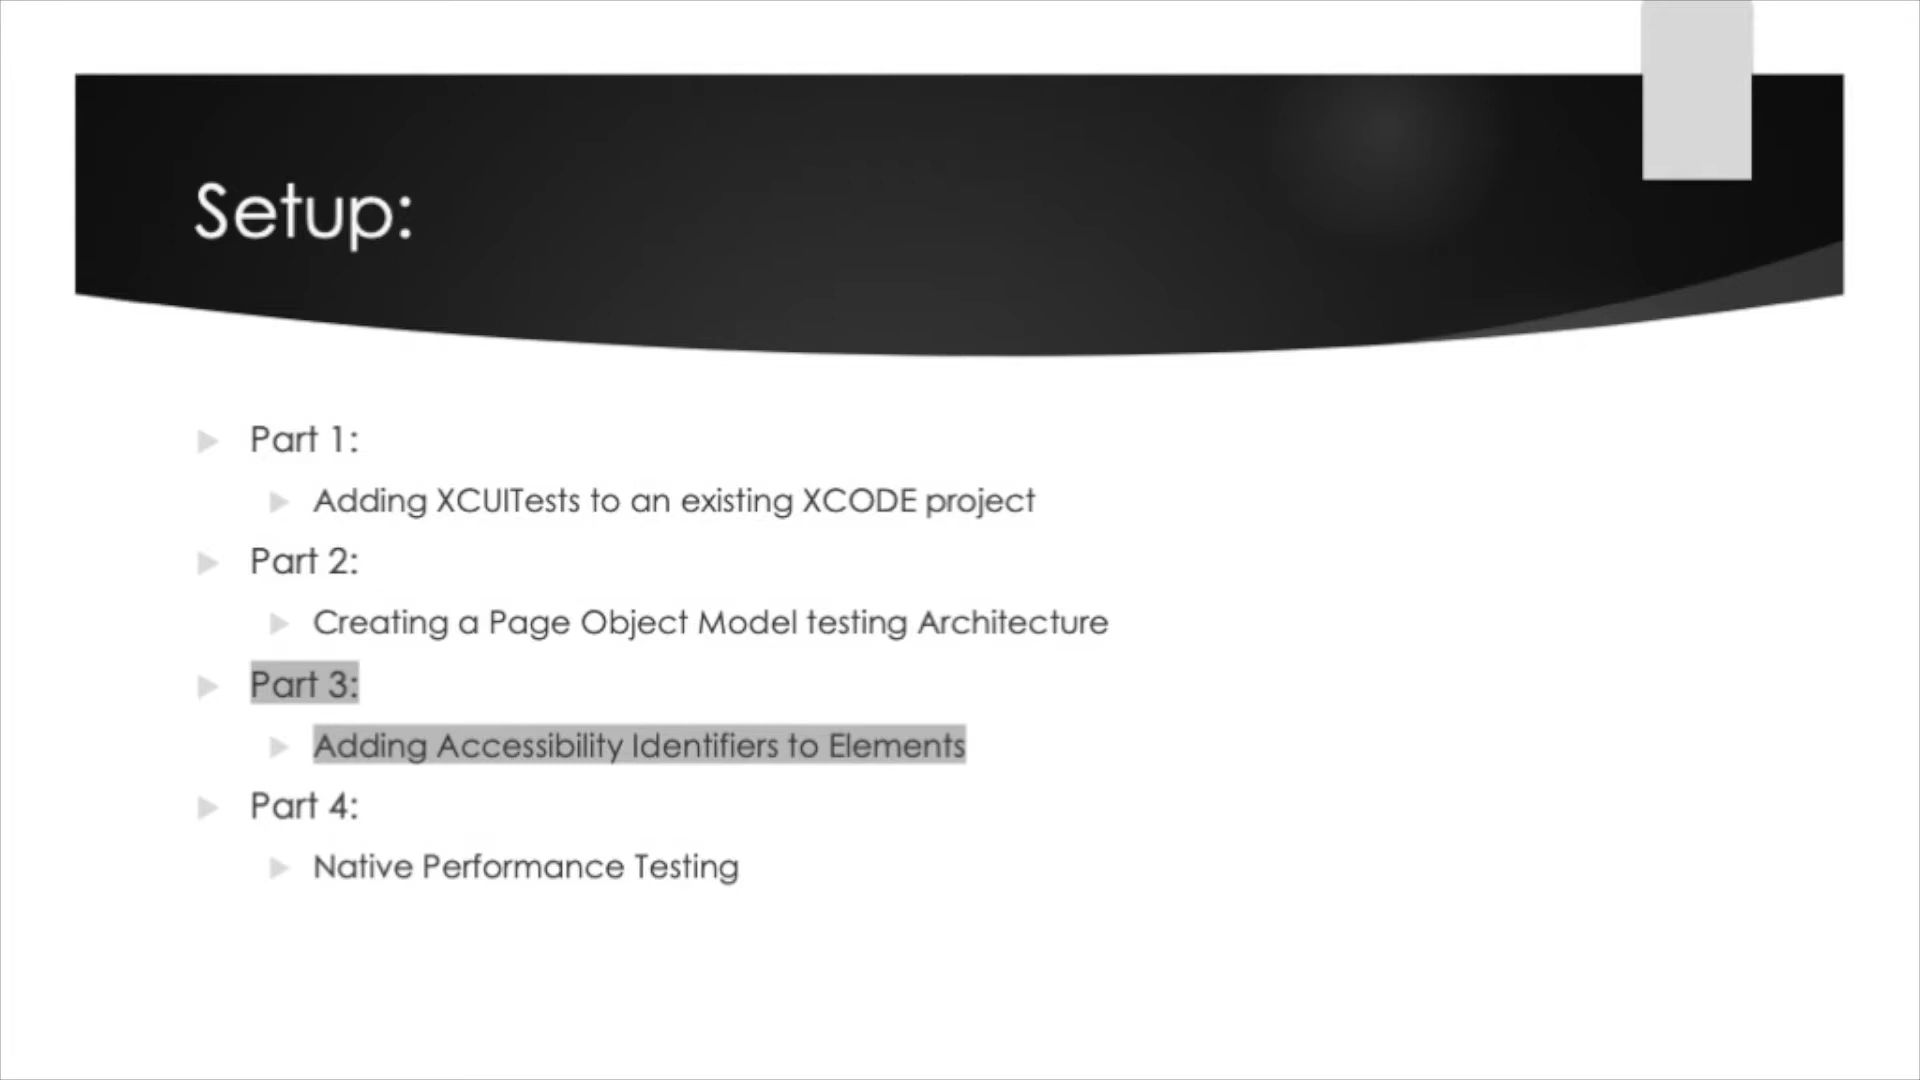 Setup:
Part 1:
Adding XCUITests to an existing XCODE project
Part 2:
Creating a Page Object Model testing Architecture
Part 3:
Adding Accessibility Identifiers to Elements
Part 4:
Native Performance Testing